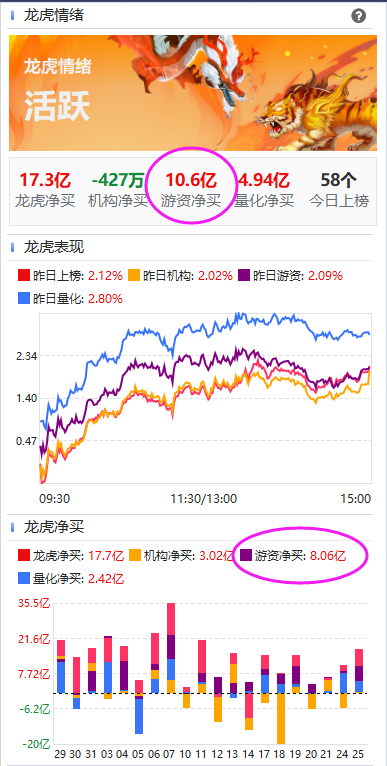 龙虎情绪 ?
龙虎情绪
活跃
17.3亿 -427万 10.6亿 4.94亿 58个
龙虎净买 机构净买 游资净买 量化净买 今日上榜
龙虎表现
昨日上榜: 2.12% 昨日机构: 2.02% 昨日游资: 2.09%
昨日量化: 2.80%
2.34
1.40
0.47
09:30 11:30/13:00 15:00
龙虎净买
龙虎净买: 17.7亿 机构净买: 3.02亿 游资净买: 8.06亿
量化净买: 2.42亿
35.5亿
21.6亿
7.72亿
-6.2亿
-20亿
29 30 31 03 04 05 06 07 10 11 12 13 14 17 18 19 20 21 24 25